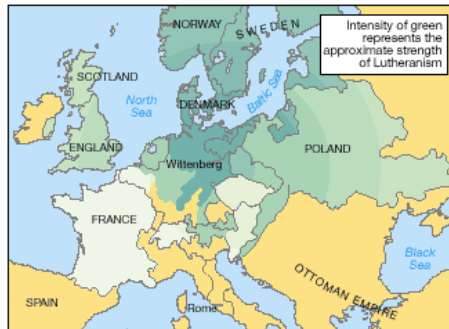 NORWAY
SWEDEN
Intensity of green
represents the
approximate strength
of Lutheranism
SCOTLAND
North
Sea
DENMARK
Baltic Sea
ENGLAND
Wittenberg
POLAND
FRANCE
Black
Sea
OTTOMAN EMPIRE
SPAIN
Rome